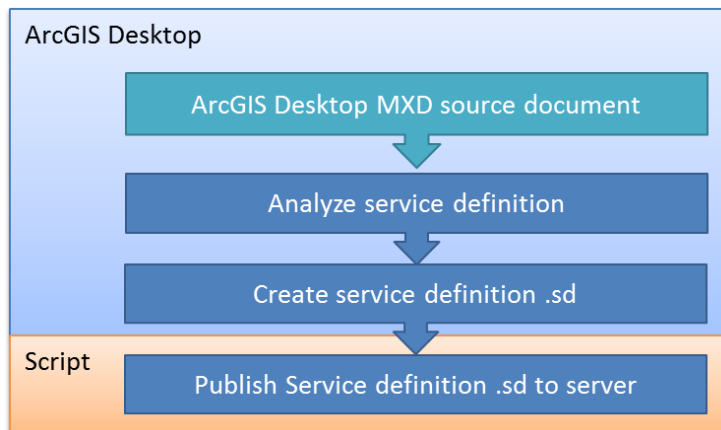 ArcGIS Desktop
ArcGIS Desktop MXD source document
Analyze service definition
Create service definition .sd
Script
Publish Service definition .sd to server